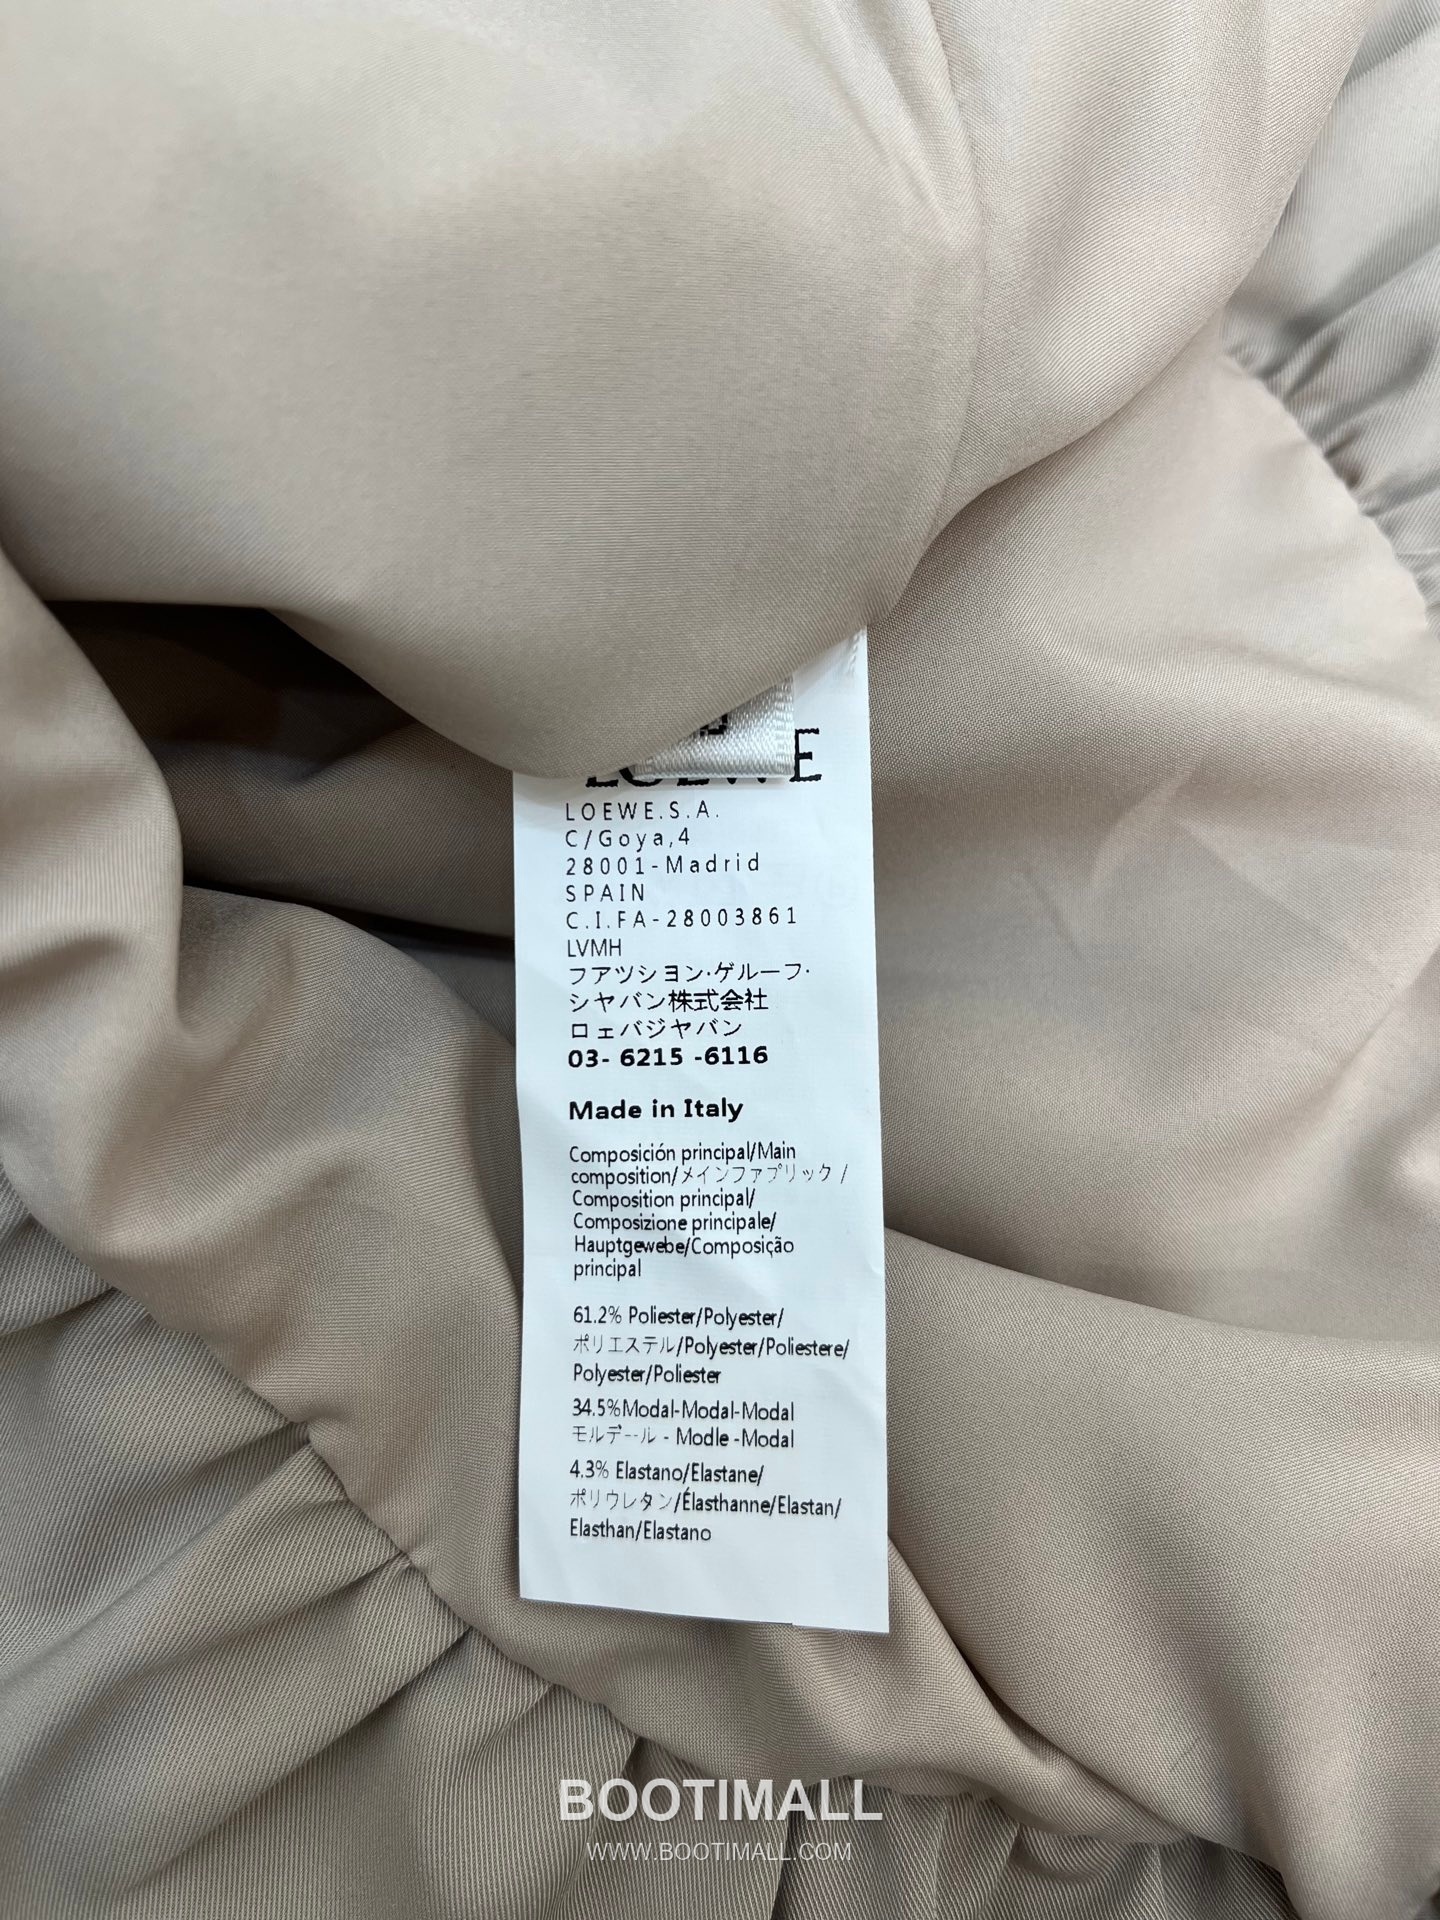 LOEWE
LOEWE.S.A.
C/Goya,4
28001-Madrid
SPAIN
C.I.FA-28003861
LVMH
フアツシヨン·ゲルーフ·
シヤバン株式会社
ロェバジヤバン
03- 6215 -6116
Made in Italy
Composición principal/Main
composition/メインファプリック /
Composition principal/
Composizione principale/
Hauptgewebe/Composição
principal
61.2% Poliester/Polyester/
ポリエステル/Polyester/Poliestere/
Polyester/Poliester
34.5%Modal-Modal-Modal
モルデール - Modle -Modal
4.3% Elastano/Elastane/
ポリウレタン/Élasthanne/Elastan/
Elasthan/Elastano
BOOTIMALL
WWW.BOOTIMALL.COM